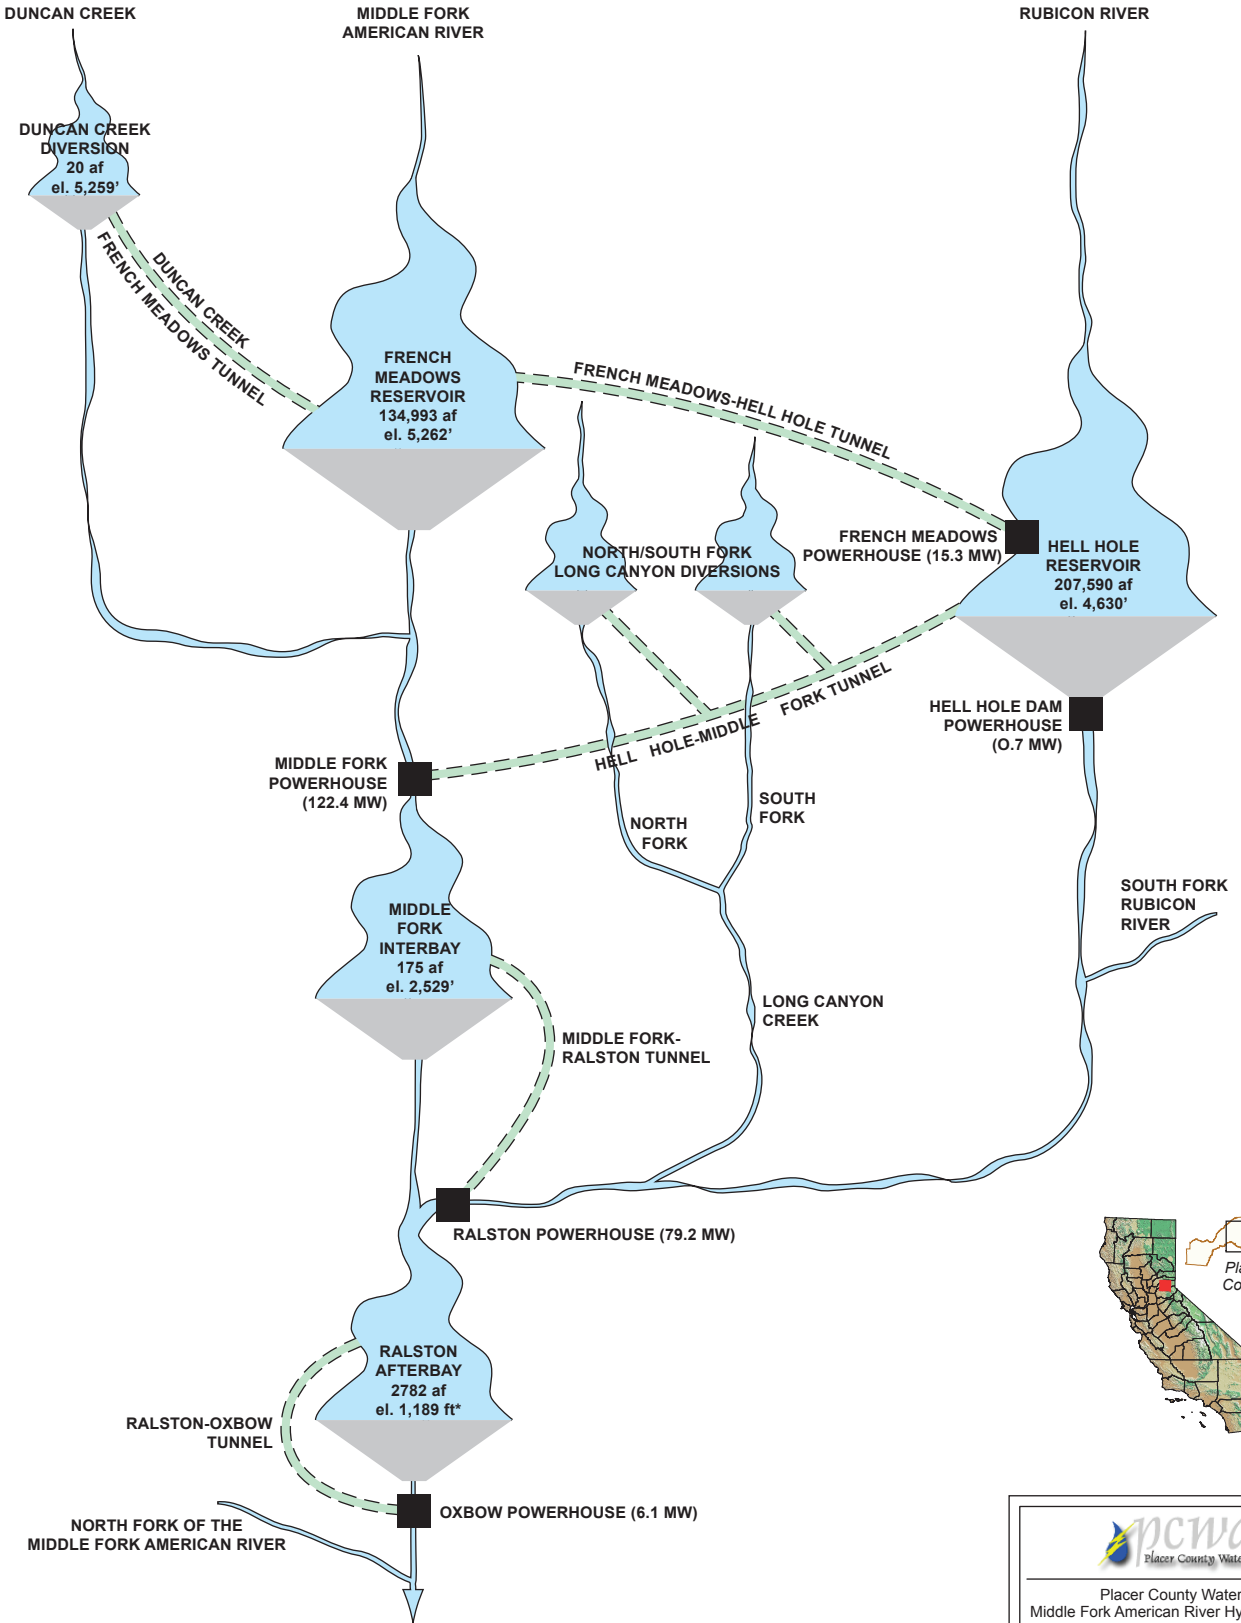 DUNCAN CREEK
MIDDLE FORK
AMERICAN RIVER
RUBICON RIVER
DUNCAN CREEK
DIVERSION
20 af
el. 5,259’
DUNCAN CREEK
FRENCH MEADOWS TUNNEL
FRENCH
MEADOWS
RESERVOIR
134,993 af
el. 5,262’
FRENCH MEADOWS-HELL HOLE TUNNEL
NORTH/SOUTH FORK
LONG CANYON DIVERSIONS
FRENCH MEADOWS
POWERHOUSE (15.3 MW)
HELL HOLE
RESERVOIR
207,590 af
el. 4,630’
HELL HOLE-MIDDLE FORK TUNNEL
HELL HOLE DAM
POWERHOUSE
(O.7 MW)
MIDDLE FORK
POWERHOUSE
(122.4 MW)
NORTH
FORK
SOUTH
FORK
SOUTH FORK
RUBICON
RIVER
MIDDLE
FORK
INTERBAY
175 af
el. 2,529’
LONG CANYON
CREEK
MIDDLE FORK-
RALSTON TUNNEL
RALSTON POWERHOUSE (79.2 MW)
RALSTON
AFTERBAY
2782 af
el. 1,189 ft*
RALSTON-OXBOW
TUNNEL
OXBOW POWERHOUSE (6.1 MW)
NORTH FORK OF THE
MIDDLE FORK AMERICAN RIVER
pcw
Placer County Wate
Placer County Water
Middle Fork American River Hy